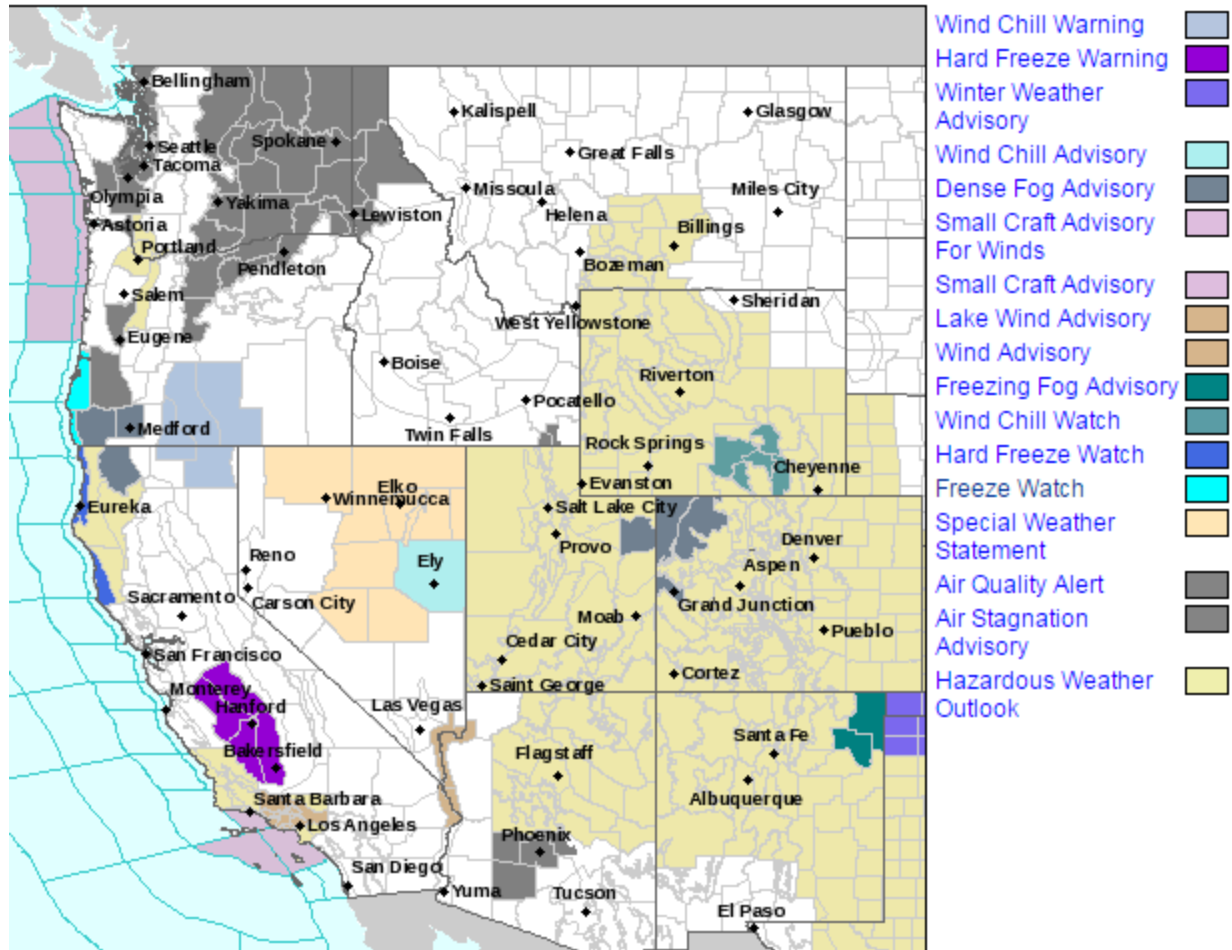 Bellingham
Seattle
Tacoma
Olympia
Astoria
Yakima
Spokane
Lewiston
Portland
Pendleton
Salem
Eugene
Medford
Kalispell
Glasgow
Great Falls
Missoula
Helena
Miles City
Billings
Bozeman
West Yellowstone
Sheridan
Boise
Pocatello
Twin Falls
Riverton
Rock Springs
Cheyenne
Evanston
Eureka
Elko
Winnemucca
Reno
Carson City
Ely
Salt Lake City
Provo
Denver
Aspen
Grand Junction
Moab
Pueblo
Cedar City
Cortez
Saint George
Sacramento
San Francisco
Monterey
Hanford
Bakersfield
Las Vegas
Santa Barbara
Los Angeles
San Diego
Flagstaff
Santa Fe
Albuquerque
Phoenix
Yuma
Tucson
El Paso
Wind Chill Warning
Hard Freeze Warning
Winter Weather
Advisory
Wind Chill Advisory
Dense Fog Advisory
Small Craft Advisory
For Winds
Small Craft Advisory
Lake Wind Advisory
Wind Advisory
Freezing Fog Advisory
Wind Chill Watch
Hard Freeze Watch
Freeze Watch
Special Weather
Statement
Air Quality Alert
Air Stagnation
Advisory
Hazardous Weather
Outlook